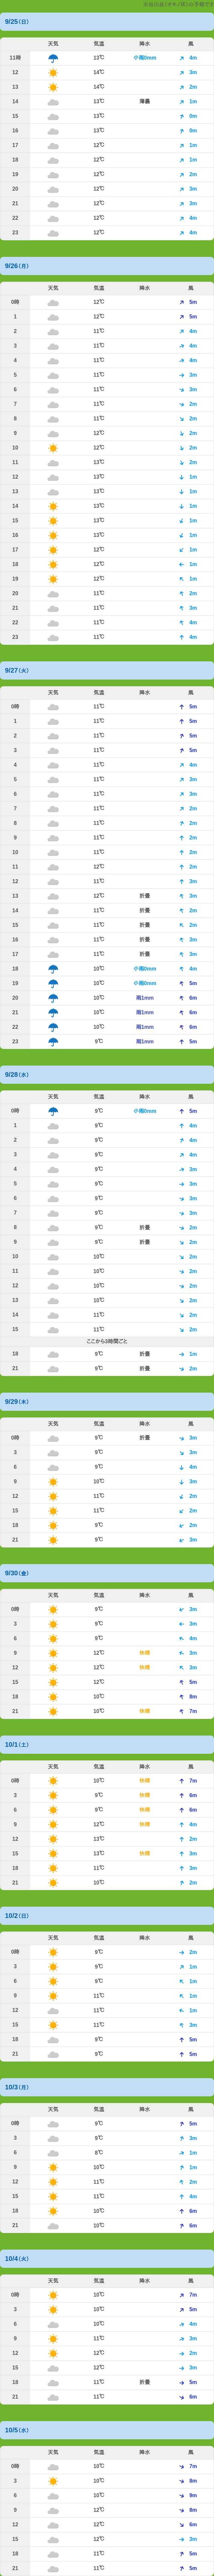 9/25(日)
天気 気温 降水 風
11時 13℃ 小雨0mm 4m
12 14℃ 3m
13 14℃ 2m
14 13℃ 薄曇 1m
15 13℃ 0m
16 13℃ 0m
17 12℃ 1m
18 12℃ 1m
19 12℃ 2m
20 12℃ 3m
21 12℃ 3m
22 12℃ 4m
23 12℃ 4m
9/26(月)
天気 気温 降水 風
0時 12℃ 5m
1 12℃ 5m
2 11℃ 4m
3 11℃ 4m
4 11℃ 4m
5 11℃ 3m
6 11℃ 3m
7 11℃ 2m
8 11℃ 2m
9 12℃ 2m
10 12℃ 2m
11 13℃ 2m
12 13℃ 1m
13 13℃ 1m
14 13℃ 1m
15 13℃ 1m
16 13℃ 1m
17 12℃ 1m
18 12℃ 1m
19 12℃ 1m
20 11℃ 2m
21 11℃ 3m
22 11℃ 4m
23 11℃ 4m
9/27(火)
天気 気温 降水 風
0時 11℃ 5m
1 11℃ 5m
2 11℃ 5m
3 11℃ 5m
4 11℃ 4m
5 11℃ 3m
6 11℃ 3m
7 11℃ 2m
8 11℃ 2m
9 11℃ 2m
10 11℃ 2m
11 12℃ 2m
12 11℃ 3m
13 12℃ 折曇 3m
14 11℃ 折曇 2m
15 11℃ 折曇 2m
16 11℃ 折曇 3m
17 11℃ 折曇 3m
18 10℃ 小雨0mm 4m
19 10℃ 小雨0mm 5m
20 10℃ 雨1mm 6m
21 10℃ 雨1mm 6m
22 10℃ 雨1mm 6m
23 9℃ 雨1mm 5m
9/28(水)
天気 気温 降水 風
0時 9℃ 小雨0mm 5m
1 9℃ 4m
2 9℃ 4m
3 9℃ 4m
4 9℃ 3m
5 9℃ 3m
6 9℃ 3m
7 9℃ 3m
8 9℃ 折曇 2m
9 9℃ 折曇 2m
10 10℃ 2m
11 10℃ 2m
12 10℃ 2m
13 10℃ 2m
14 11℃ 2m
15 11℃ 2m
ここから3時間ごと
18 9℃ 折曇 1m
21 9℃ 折曇 2m
9/29(木)
天気 気温 降水 風
0時 9℃ 折曇 3m
3 9℃ 3m
6 9℃ 4m
9 10℃ 3m
12 11℃ 2m
15 11℃ 2m
18 9℃ 2m
21 9℃ 3m
9/30(金)
天気 気温 降水 風
0時 9℃ 3m
3 9℃ 3m
6 9℃ 4m
9 12℃ 快晴 3m
12 12℃ 快晴 3m
15 12℃ 5m
18 10℃ 8m
21 10℃ 快晴 7m
10/1(土)
天気 気温 降水 風
0時 10℃ 快晴 7m
3 9℃ 快晴 6m
6 9℃ 快晴 6m
9 12℃ 快晴 4m
12 13℃ 2m
15 13℃ 快晴 3m
18 11℃ 3m
21 10℃ 2m
10/2(日)
天気 気温 降水 風
0時 9℃ 2m
3 9℃ 1m
6 9℃ 1m
9 11℃ 1m
12 11℃ 1m
15 11℃ 3m
18 9℃ 5m
21 9℃ 5m
10/3(月)
天気 気温 降水 風
0時 9℃ 5m
3 9℃ 3m
6 8℃ 1m
9 10℃ 1m
12 11℃ 2m
15 11℃ 4m
18 10℃ 6m
21 10℃ 6m
10/4(火)
天気 気温 降水 風
0時 10℃ 7m
3 10℃ 5m
6 10℃ 4m
9 11℃ 3m
12 12℃ 2m
15 12℃ 3m
18 11℃ 折曇 5m
21 11℃ 6m
10/5(水)
天気 気温 降水 風
0時 10℃ 7m
3 10℃ 8m
6 10℃ 9m
9 12℃ 8m
12 12℃ 6m
15 12℃ 3m
18 11℃ 5m
21 11℃ 5m